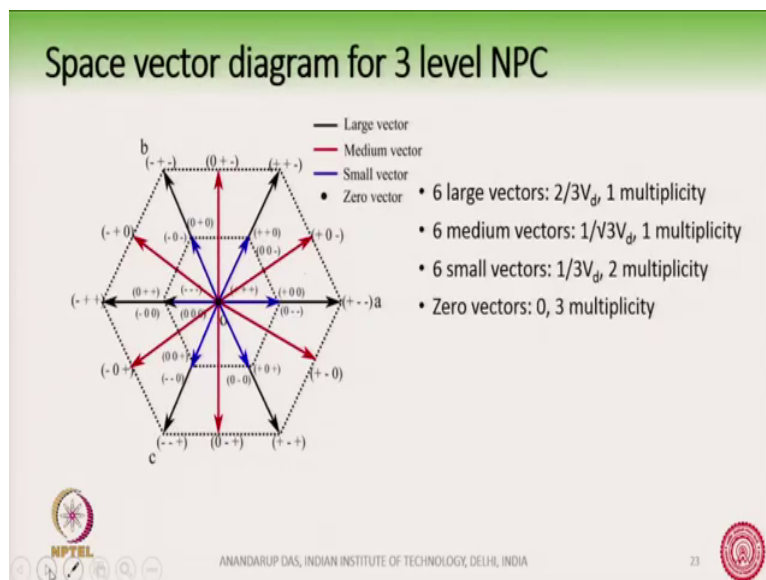 Space vector diagram for 3 level NPC
Large vector
Medium vector
Small vector
Zero vector
b
(- + -)
(0 + -)
(+ + -)
(0 + 0)
(- 0 -)
(+ + 0)
(0 0 -)
(- + 0)
(+ 0 -)
(- + +)
(0 + +)
(- 0 0)
(- - -)
(0 0 0)
(+ + +)
(+ 0 0)
(0 - -)
(+ - -) a
(- 0 +)
(0 0 +)
(- - 0)
(+ 0 +)
(0 - 0)
(+ - 0)
(- - +)
(0 - +)
(+ - +)
c
• 6 large vectors: 2/3Vd, 1 multiplicity
• 6 medium vectors: 1/√3Vd, 1 multiplicity
• 6 small vectors: 1/3Vd, 2 multiplicity
• Zero vectors: 0, 3 multiplicity
NPTEL
ANANDARUP DAS, INDIAN INSTITUTE OF TECHNOLOGY, DELHI, INDIA
23